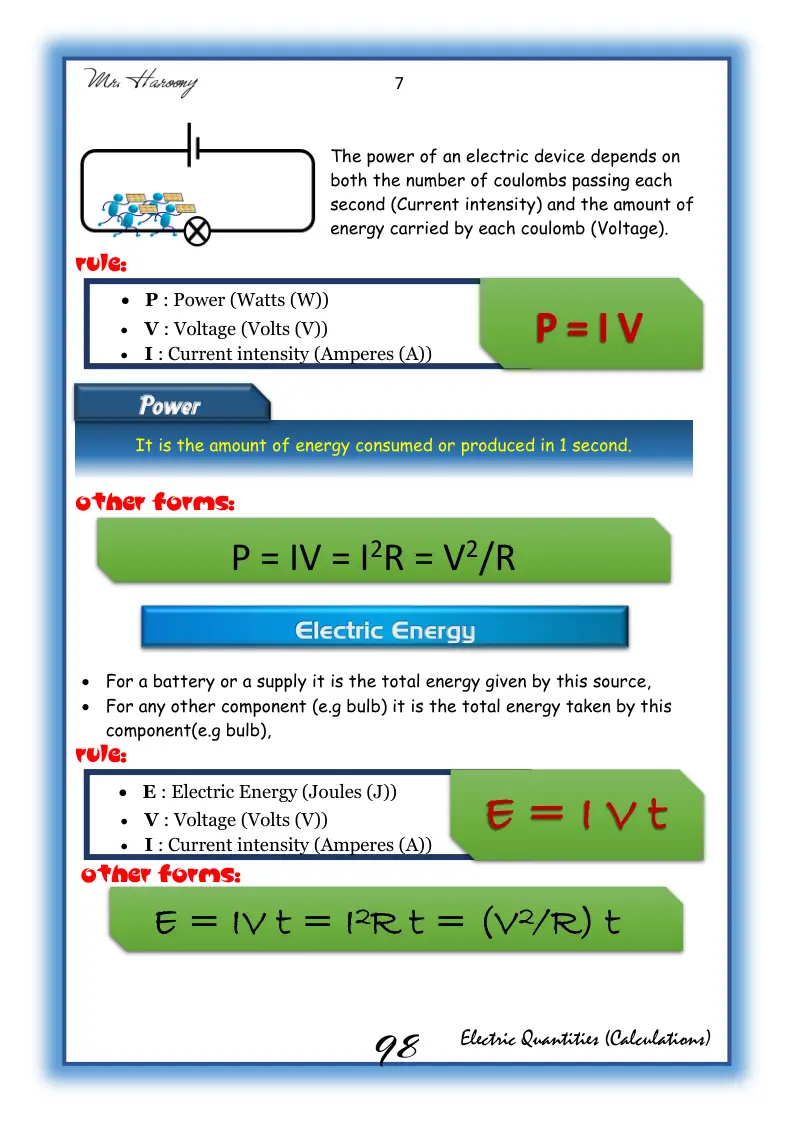 Mr. Haroony
7
The power of an electric device depends on
both the number of coulombs passing each
second (Current intensity) and the amount of
energy carried by each coulomb (Voltage).
rule:
• P : Power (Watts (W))
• V : Voltage (Volts (V))
• I : Current intensity (Amperes (A))
P = I V
Power
It is the amount of energy consumed or produced in 1 second.
other forms:
P = IV = I²R = V²/R
Electric Energy
• For a battery or a supply it is the total energy given by this source,
• For any other component (e.g bulb) it is the total energy taken by this
component(e.g bulb),
rule:
• E : Electric Energy (Joules (J))
• V : Voltage (Volts (V))
• I : Current intensity (Amperes (A))
E = I V t
other forms:
E = IV t = I²R t = (V²/R) t
98
Electric Quantities (Calculations)